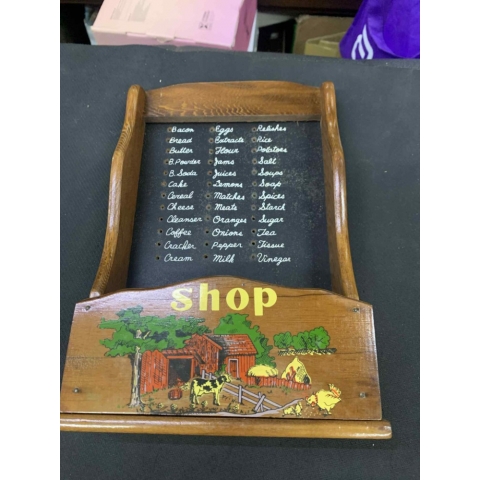 Bacon Eggs Relishes
Bread Extracts Rice
Butter Flour Potatoes
B. Powder Jams Salt
B. Soda Juices Soups
Cake Lemons Soap
Cereal Matches Spices
Cheese Meats Starch
Cleanser Oranges Sugar
Coffee Onions Tea
Cracker Pepper Tissue
Cream Milk Vinegar
shop